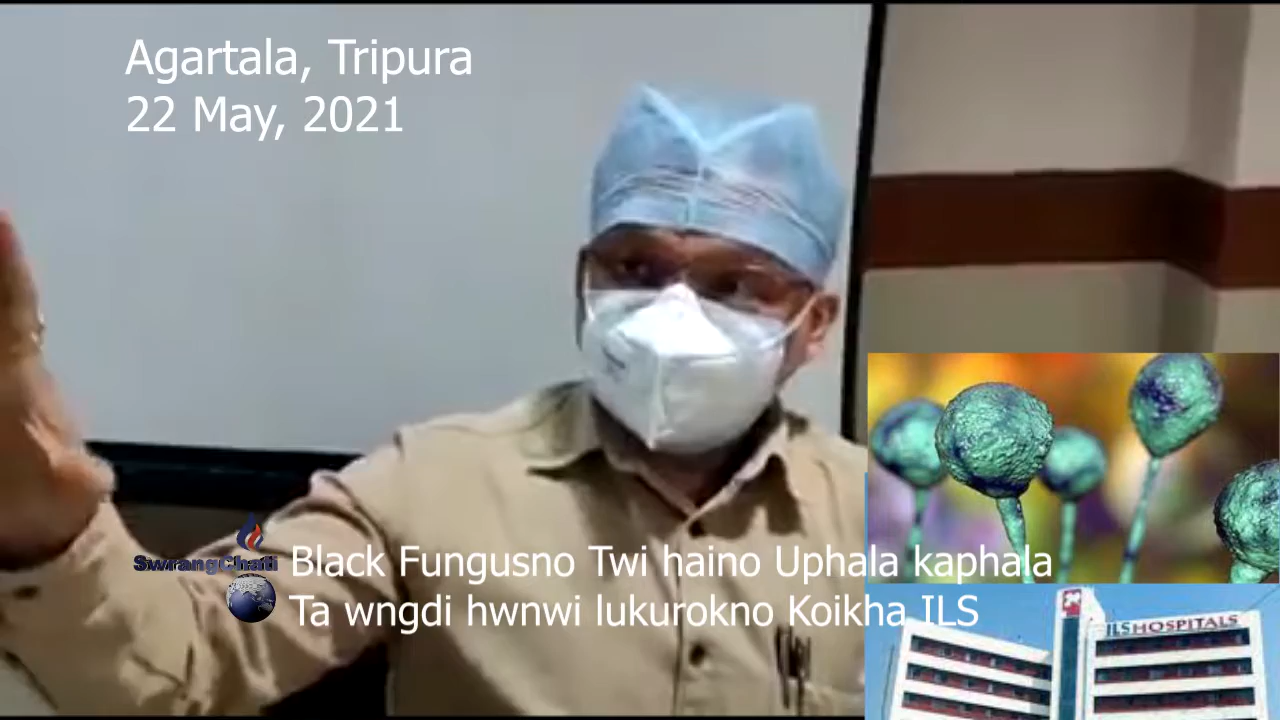 Agartala, Tripura
22 May, 2021
SwrangChati
Black Fungusno Twi haino Uphala kaphala
Ta wngdi hwnwi lukurokno Koikha ILS
ILSHOSPITALS